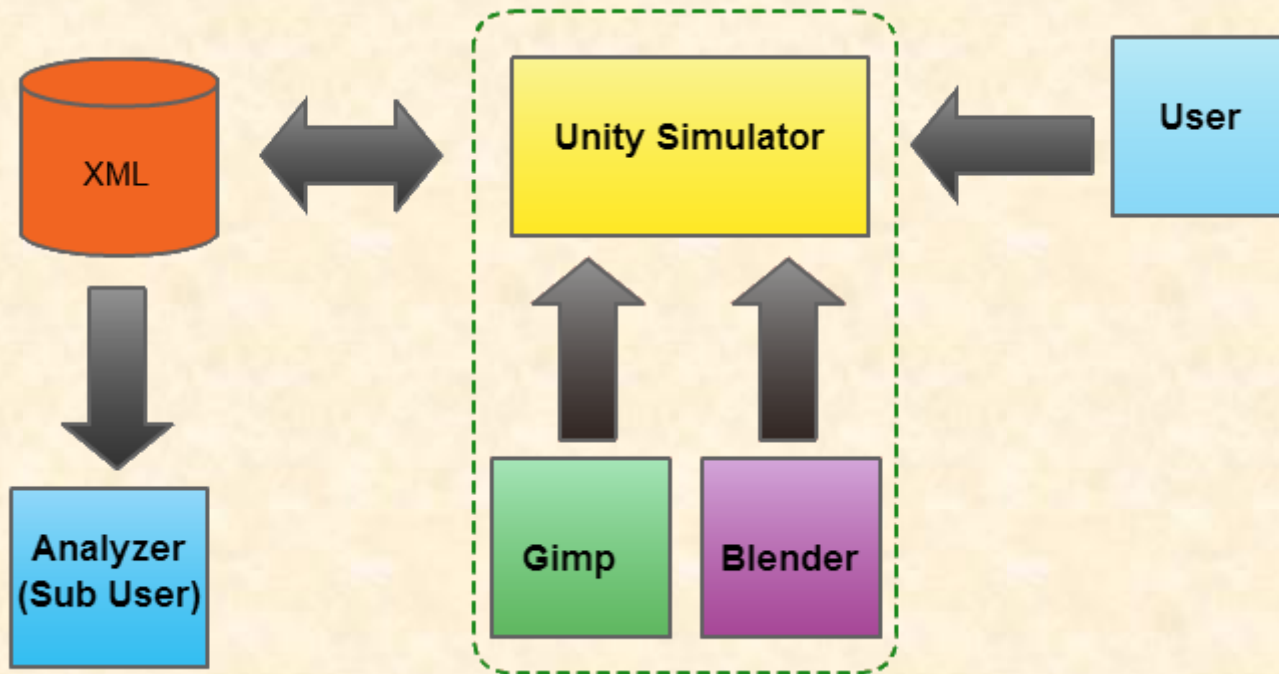 XML
Unity Simulator
User
Analyzer
(Sub User)
Gimp
Blender